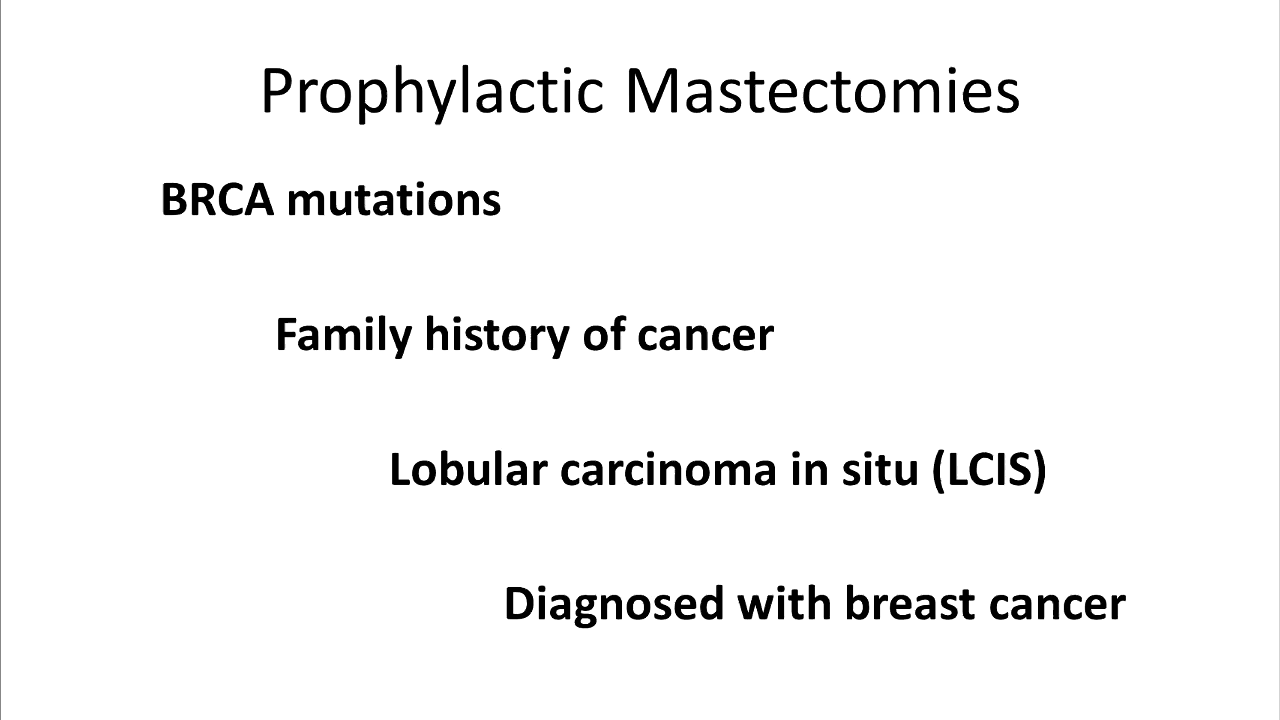 Prophylactic Mastectomies
BRCA mutations
Family history of cancer
Lobular carcinoma in situ (LCIS)
Diagnosed with breast cancer